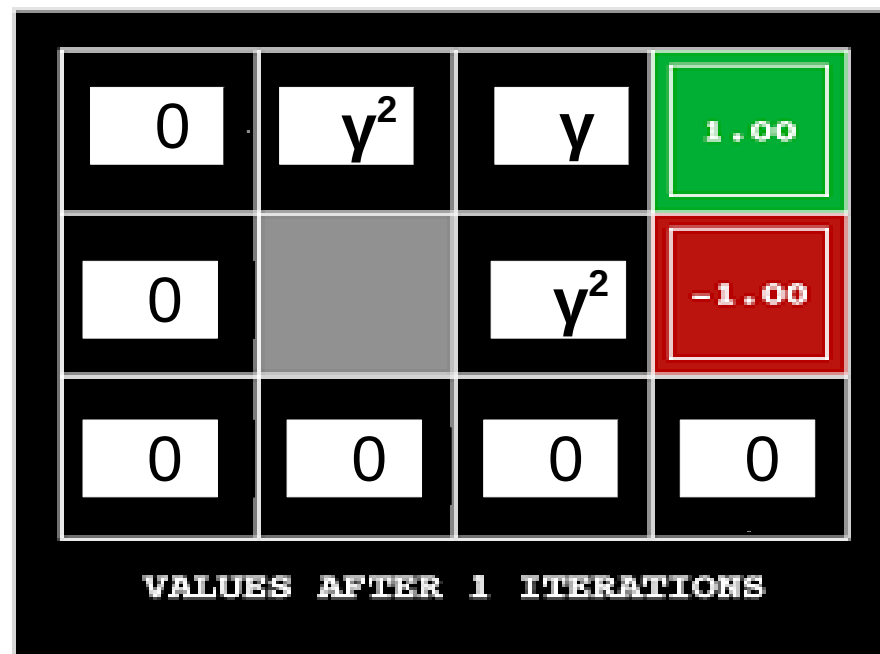 0 γ² γ 1.00
0 γ² -1.00
0 0 0 0
VALUES AFTER 1 ITERATIONS